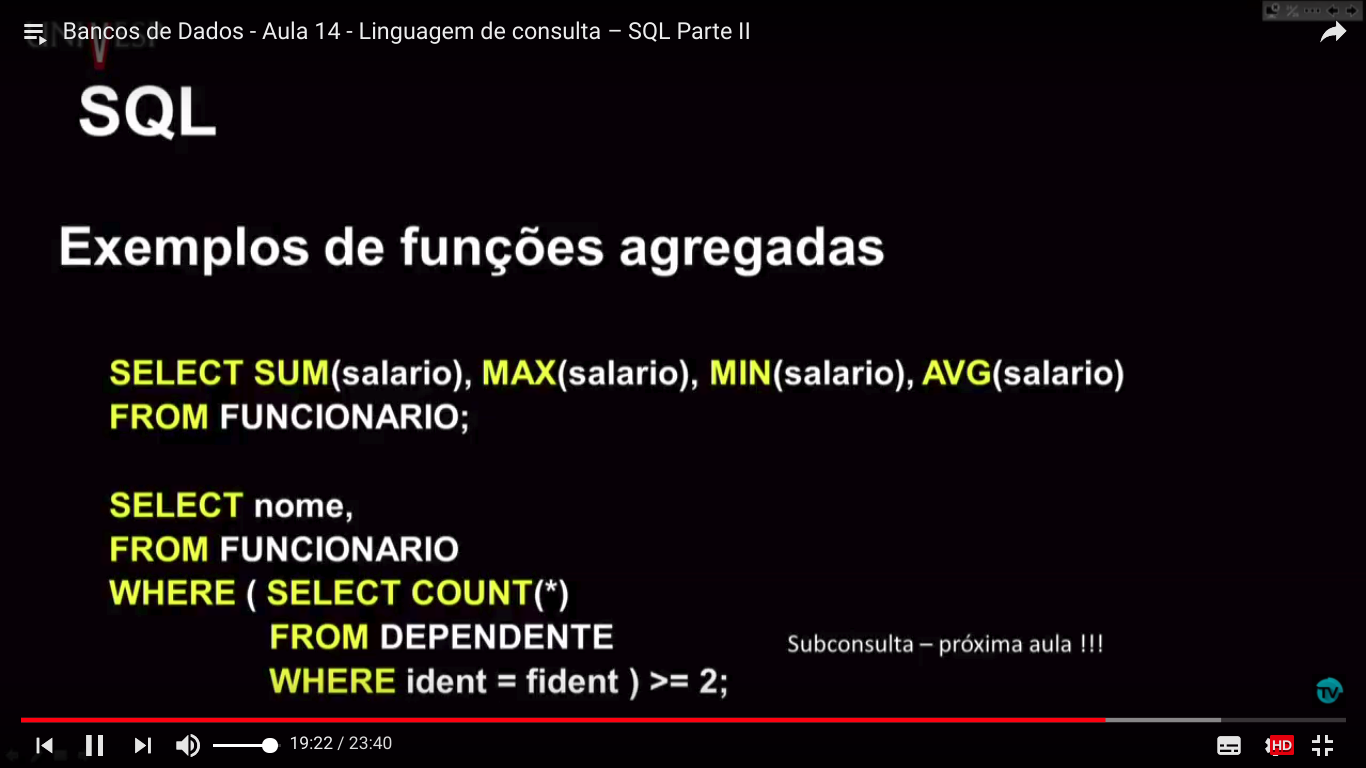 Bancos de Dados - Aula 14 - Linguagem de consulta – SQL Parte II
SQL
Exemplos de funções agregadas
SELECT SUM(salario), MAX(salario), MIN(salario), AVG(salario)
FROM FUNCIONARIO;
SELECT nome,
FROM FUNCIONARIO
WHERE ( SELECT COUNT(*)
FROM DEPENDENTE
WHERE ident = fident ) >= 2;
Subconsulta – próxima aula !!!
TV
19:22 / 23:40
HD